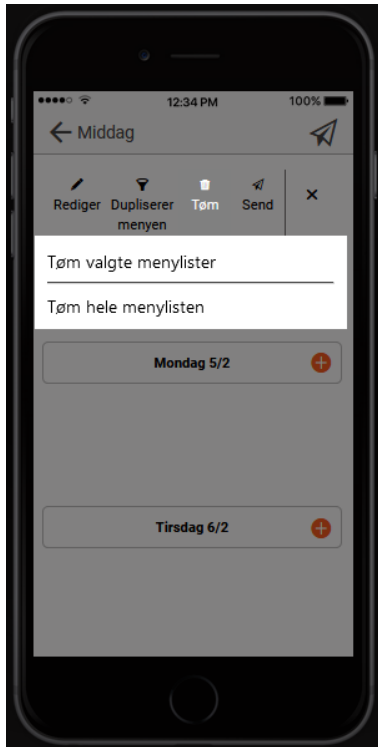 12:34 PM
100%
Middag
Rediger
Dupliserer
menyen
Tøm
Send
Tøm valgte menylister
Tøm hele menylisten
Mondag 5/2
Tirsdag 6/2